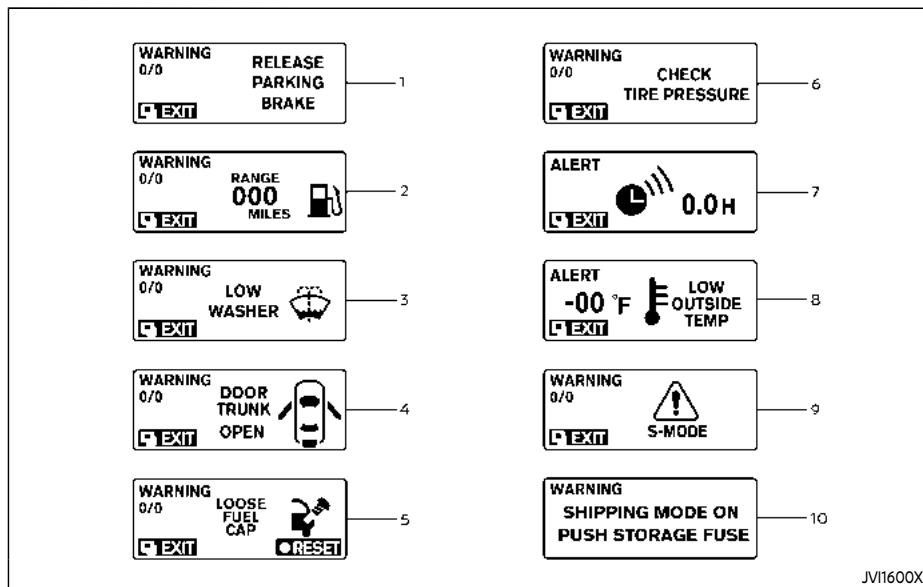 WARNING
0/0
RELEASE
PARKING
BRAKE
EXIT
1
WARNING
0/0
RANGE
000
MILES
EXIT
2
WARNING
0/0
LOW
WASHER
EXIT
3
WARNING
0/0
DOOR
TRUNK
OPEN
EXIT
4
WARNING
0/0
LOOSE
FUEL
CAP
EXIT
RESET
5
WARNING
0/0
CHECK
TIRE PRESSURE
EXIT
6
ALERT
0.0 H
EXIT
7
ALERT
-00 °F
LOW
OUTSIDE
TEMP
EXIT
8
WARNING
0/0
S-MODE
EXIT
9
WARNING
SHIPPING MODE ON
PUSH STORAGE FUSE
10
JVI1600X